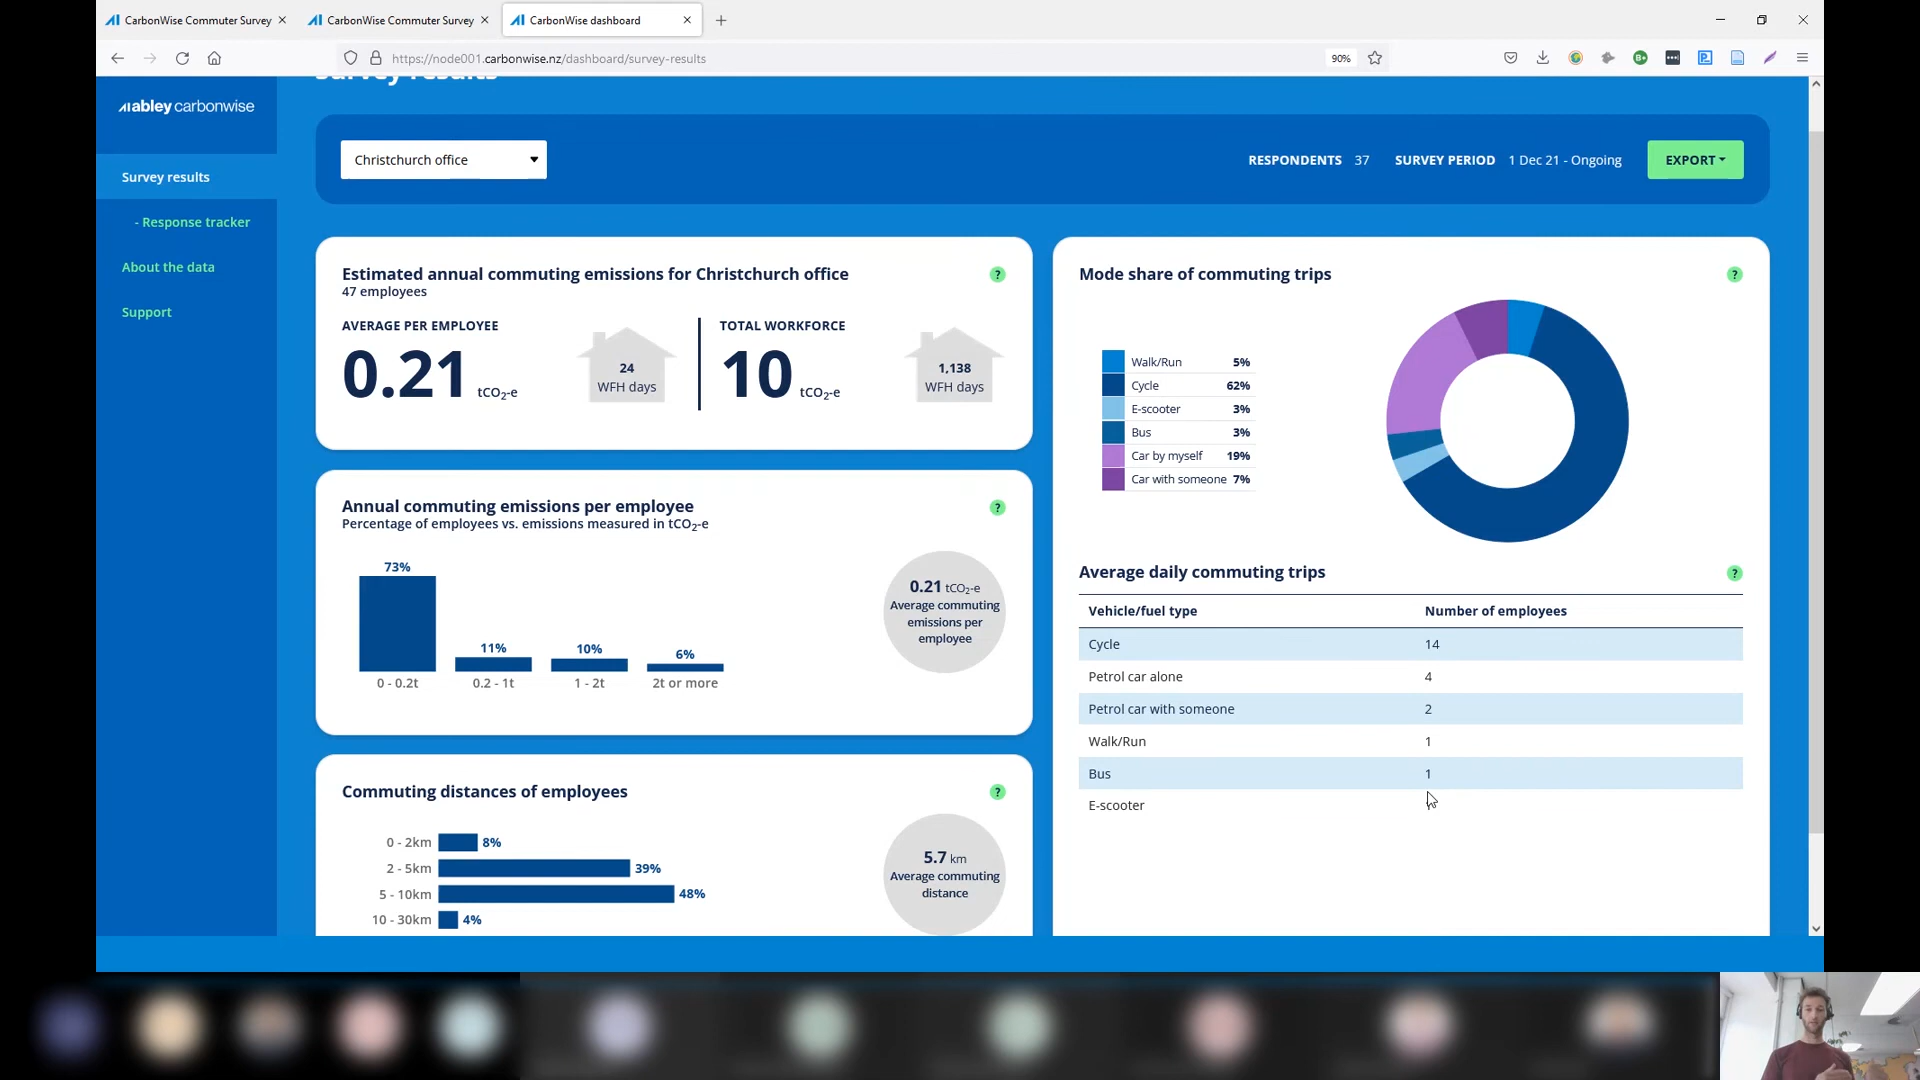 CarbonWise Commuter Survey
CarbonWise Commuter Survey
CarbonWise dashboard
https://node001.carbonwise.nz/dashboard/survey-results
90%
Survey results
abley carbonwise
Survey results
- Response tracker
About the data
Support
Christchurch office
RESPONDENTS 37 SURVEY PERIOD 1 Dec 21 - Ongoing
EXPORT
Estimated annual commuting emissions for Christchurch office
47 employees
AVERAGE PER EMPLOYEE
0.21 tCO2-e
24
WFH days
TOTAL WORKFORCE
10 tCO2-e
1,138
WFH days
Annual commuting emissions per employee
Percentage of employees vs. emissions measured in tCO2-e
73%
11%
10%
6%
0 - 0.2t
0.2 - 1t
1 - 2t
2t or more
0.21 tCO2-e
Average commuting
emissions per
employee
Commuting distances of employees
0 - 2km 8%
2 - 5km 39%
5 - 10km 48%
10 - 30km 4%
5.7 km
Average commuting
distance
Mode share of commuting trips
Walk/Run 5%
Cycle 62%
E-scooter 3%
Bus 3%
Car by myself 19%
Car with someone 7%
Average daily commuting trips
Vehicle/fuel type Number of employees
Cycle 14
Petrol car alone 4
Petrol car with someone 2
Walk/Run 1
Bus 1
E-scooter